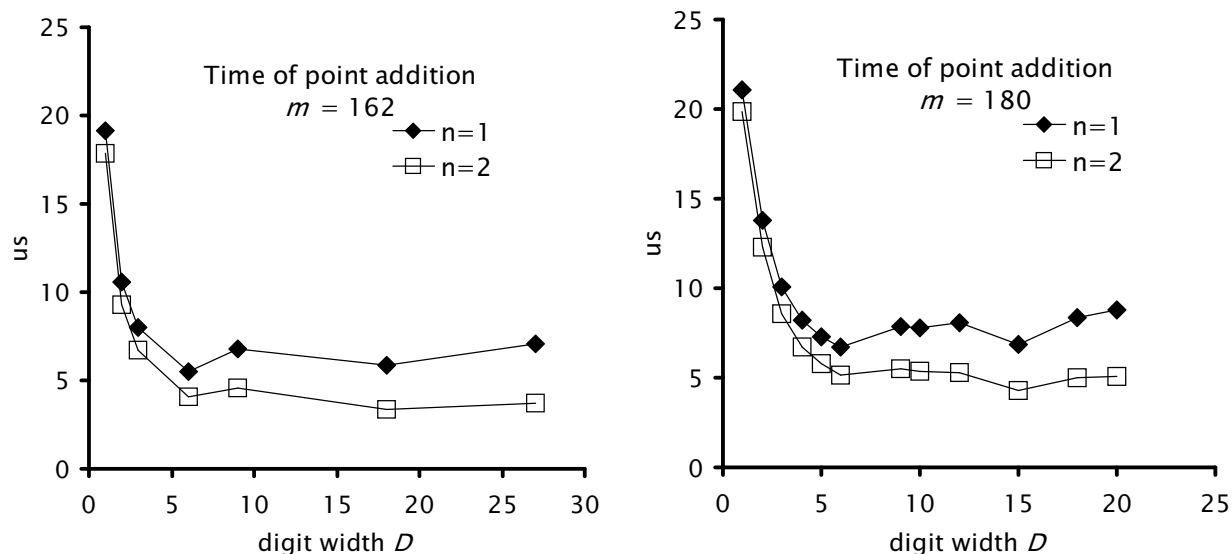 25
20
15
10
5
0
us
Time of point addition
m = 162
n=1
n=2
0 5 10 15 20 25 30
digit width D
25
20
15
10
5
0
us
Time of point addition
m = 180
n=1
n=2
0 5 10 15 20 25
digit width D